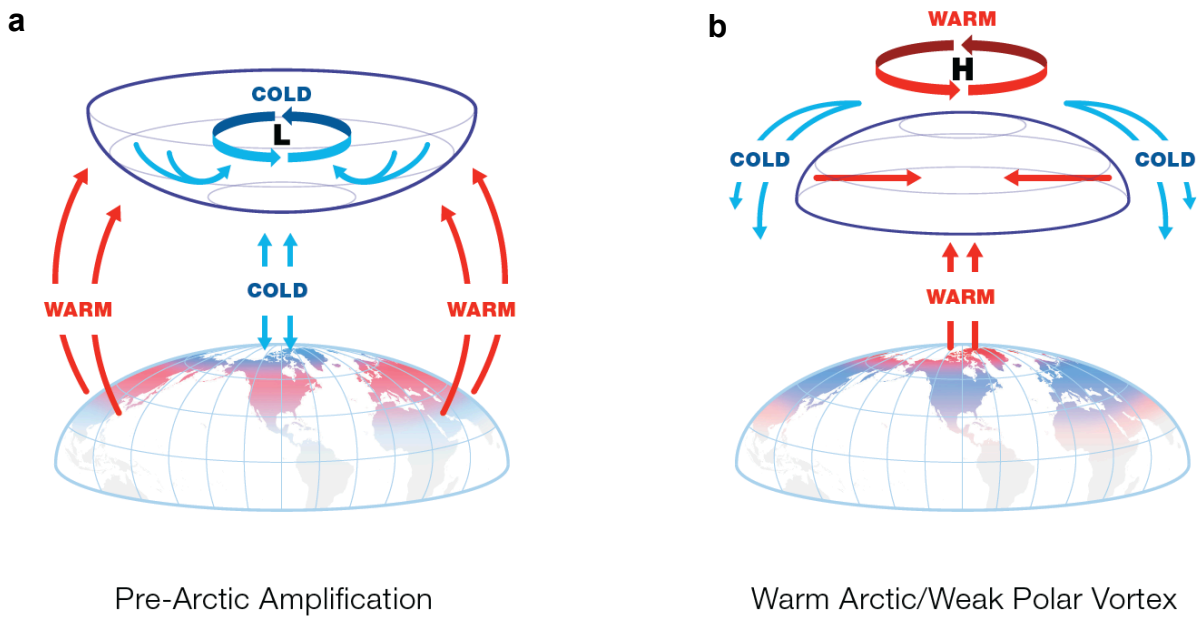 a
COLD
L
WARM
COLD
WARM
Pre-Arctic Amplification
b
WARM
H
COLD
COLD
WARM
Warm Arctic/Weak Polar Vortex